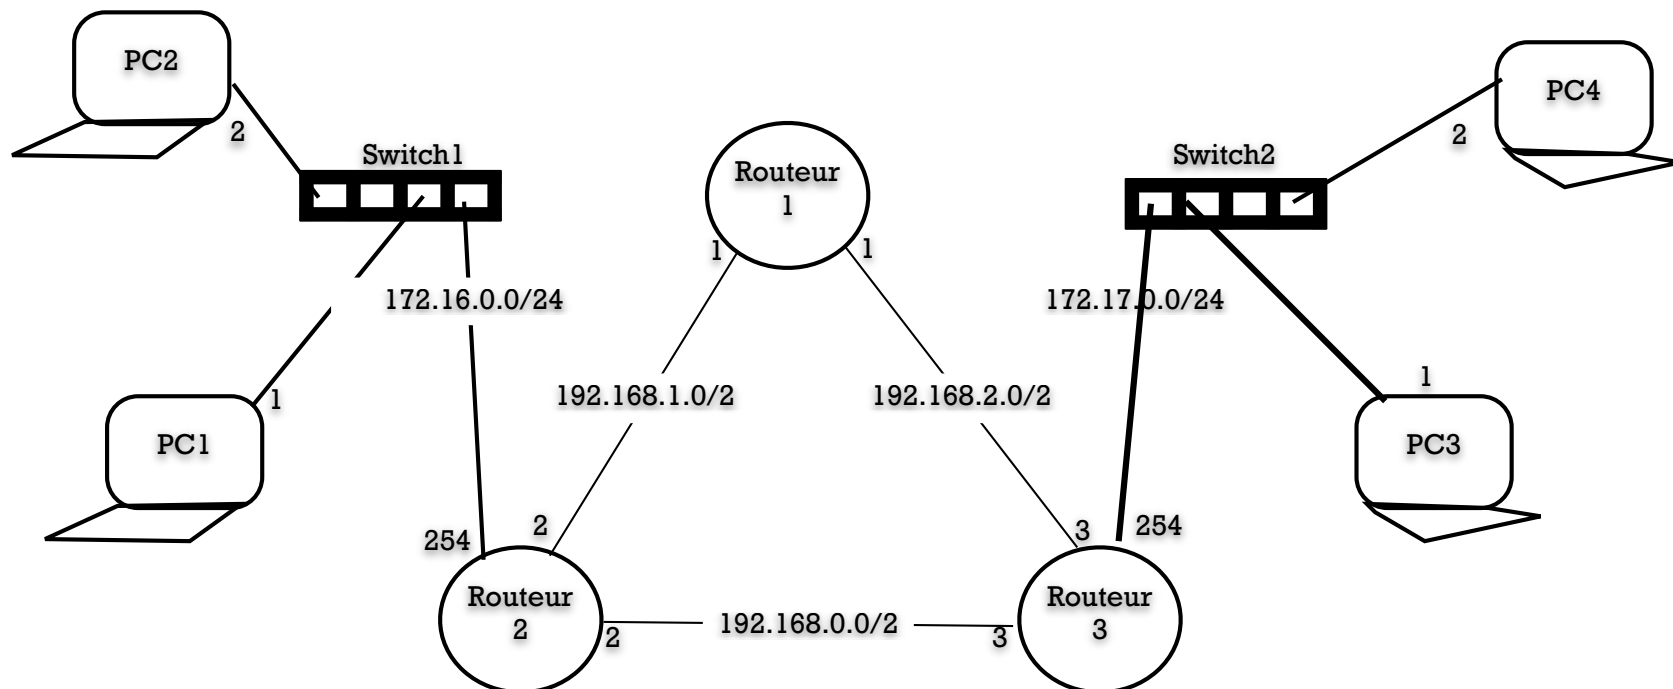 PC2
2
Switch1
Routeur
1
1
1
Switch2
PC4
2
172.16.0.0/24
172.17.0.0/24
192.168.1.0/2
192.168.2.0/2
1
PC1
1
PC3
254
2
3
254
Routeur
2
2
192.168.0.0/2
3
Routeur
3